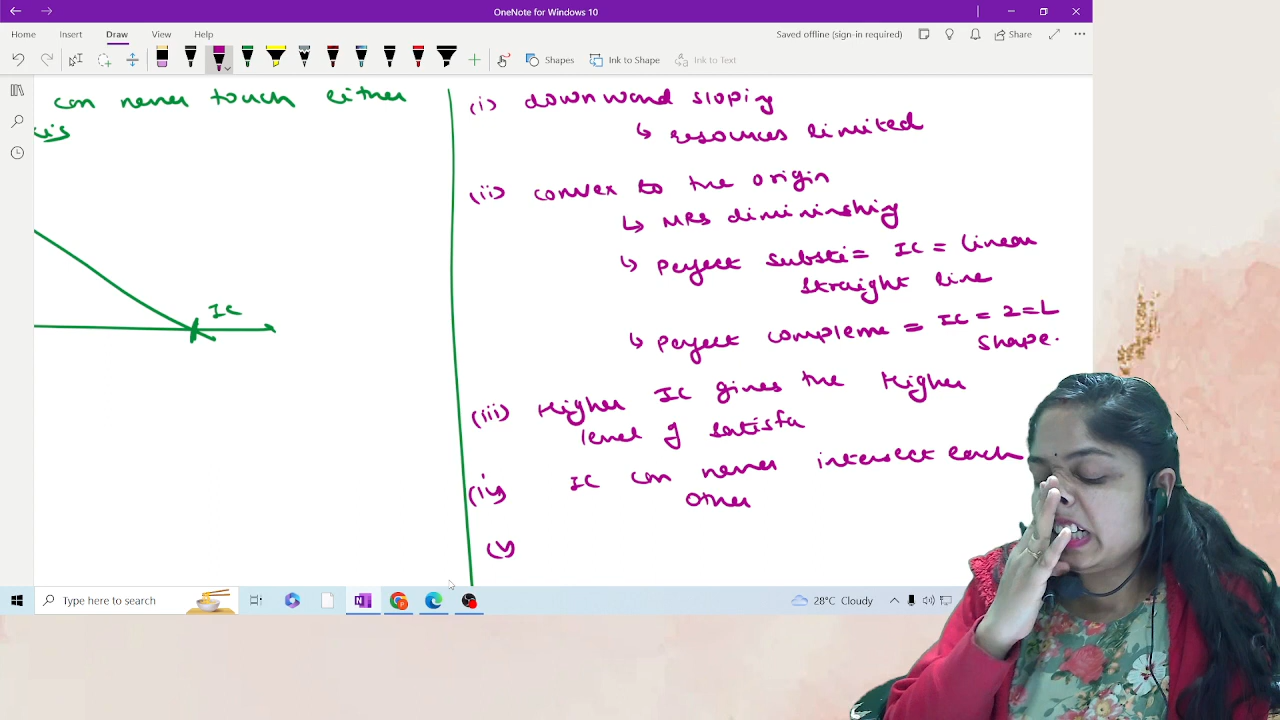 OneNote for Windows 10
Home Insert Draw View Help
Saved offline (sign-in required)
Share
Shapes
Ink to Shape
Ink to Text
can never touch either
xis
IC
(i) downward sloping
↳ resources limited
(ii) convex to the origin
↳ MRS diminishing
↳ Perfect substi = IC = Linear
straight line
↳ Perfect compleme = IC = 2 = L
shape.
(iii) Higher IC gives the Higher
level of satisfa
(iv) IC can never intersect each
other
(v)
Type here to search
28°C Cloudy